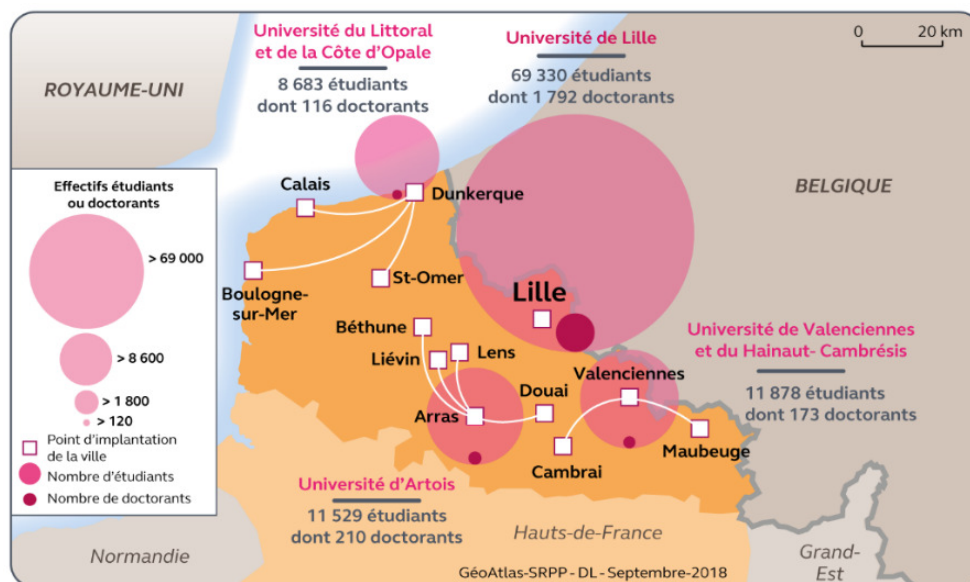 Université du Littoral
et de la Côte d'Opale
8 683 étudiants
dont 116 doctorants
Université de Lille
69 330 étudiants
dont 1 792 doctorants
0 20 km
ROYAUME-UNI
BELGIQUE
Effectifs étudiants
ou doctorants
> 69 000
> 8 600
> 1 800
> 120
Point d'implantation
de la ville
Nombre d'étudiants
Nombre de doctorants
Calais
Dunkerque
Boulogne-
sur-Mer
St-Omer
Lille
Béthune
Liévin
Lens
Douai
Arras
Valenciennes
Cambrai
Maubeuge
Université de Valenciennes
et du Hainaut- Cambrésis
11 878 étudiants
dont 173 doctorants
Université d'Artois
11 529 étudiants
dont 210 doctorants
Normandie
Hauts-de-France
Grand-
Est
GéoAtlas-SRPP - DL - Septembre-2018